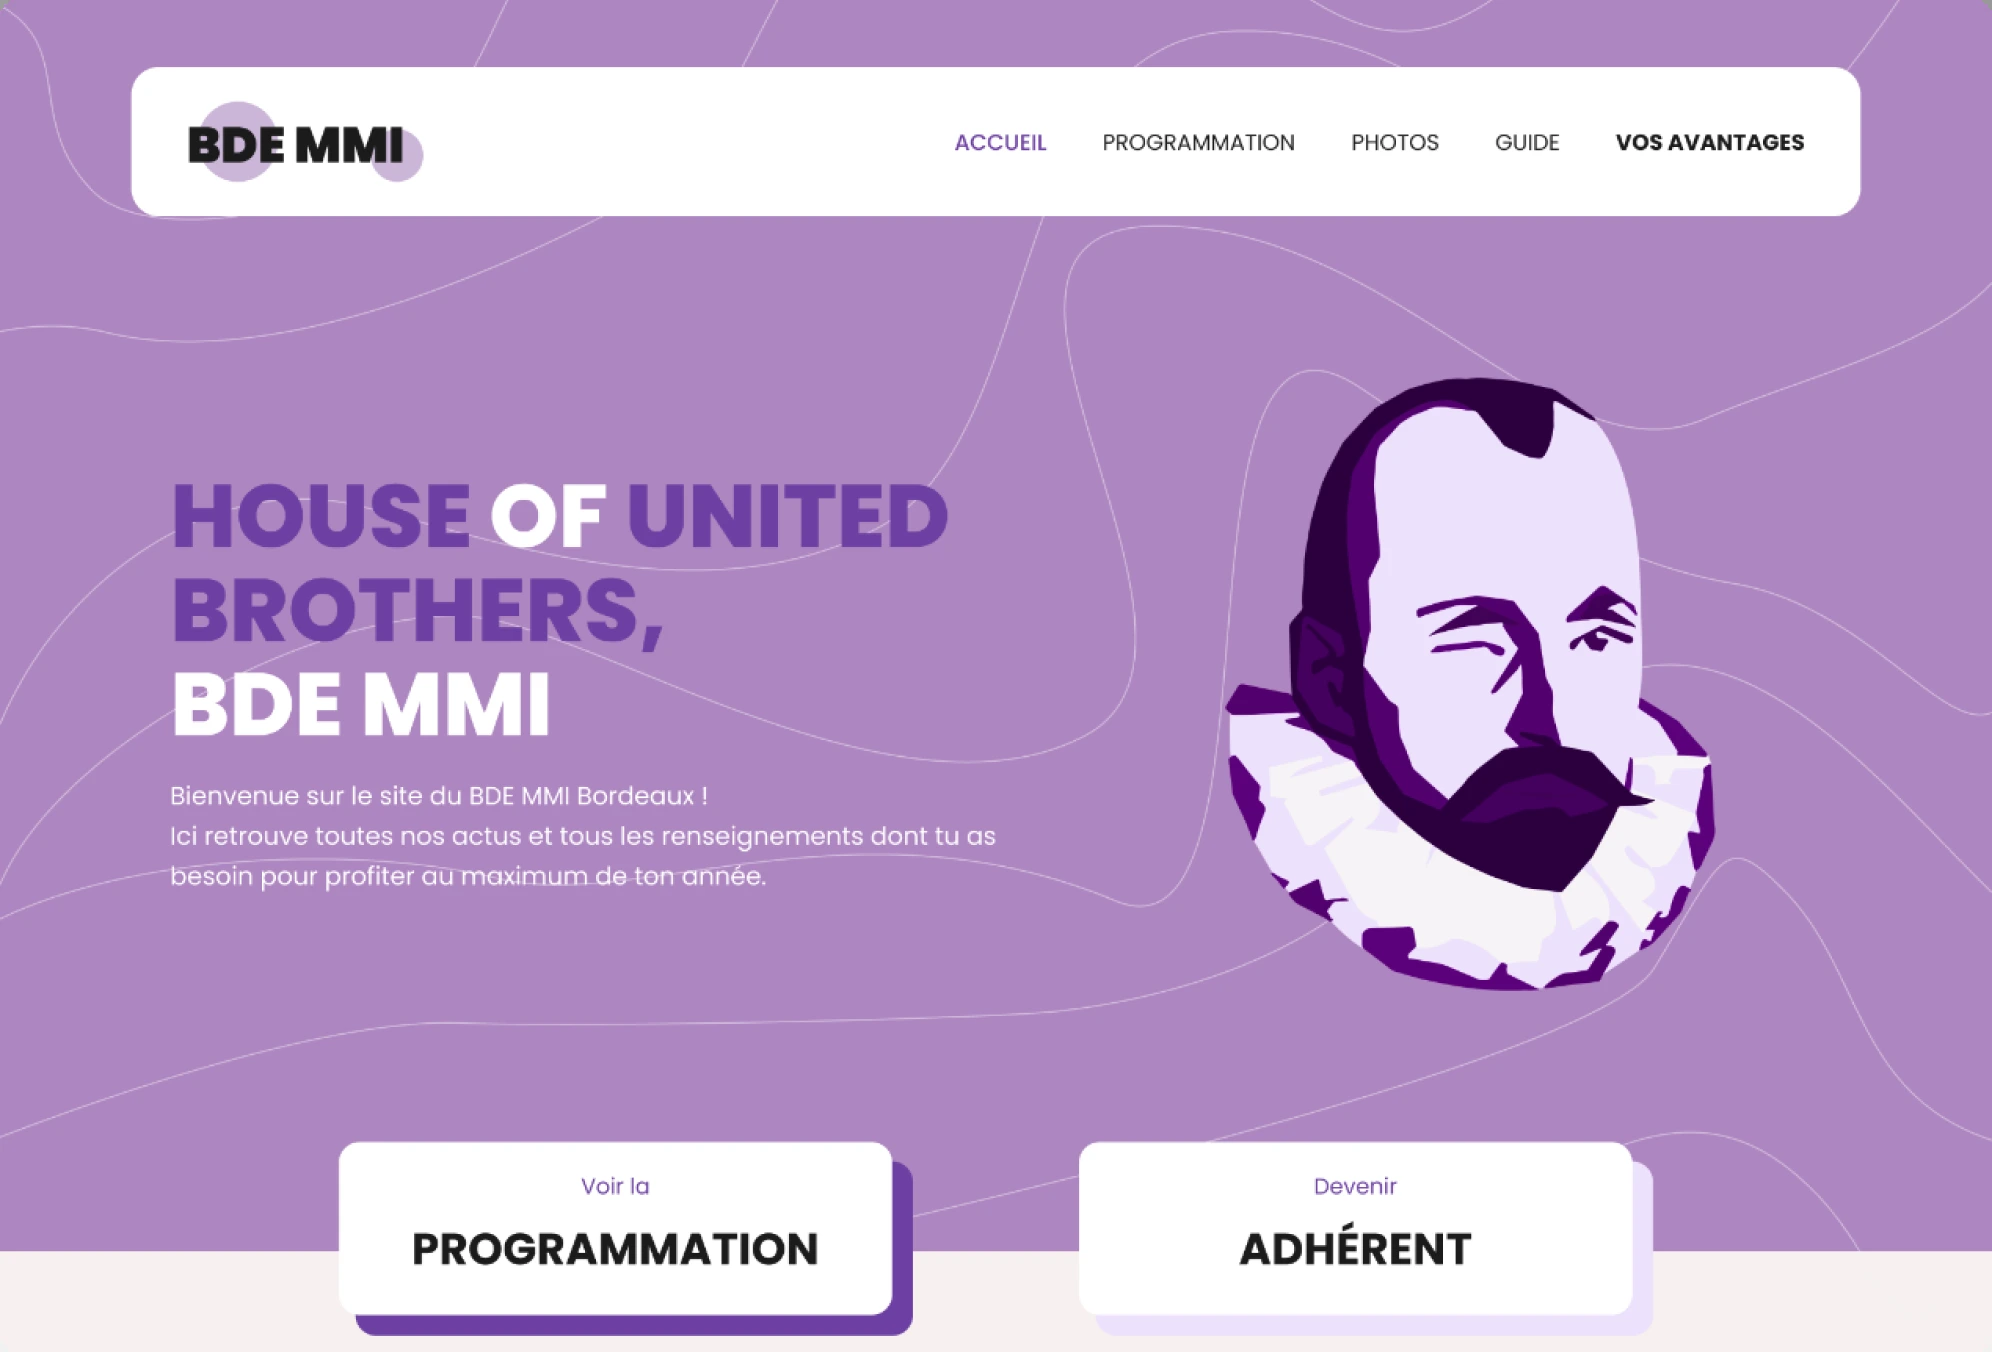 BDE MMI
ACCUEIL PROGRAMMATION PHOTOS GUIDE VOS AVANTAGES
HOUSE OF UNITED
BROTHERS,
BDE MMI
Bienvenue sur le site du BDE MMI Bordeaux !
Ici retrouve toutes nos actus et tous les renseignements dont tu as
besoin pour profiter au maximum de ton année.
Voir la
PROGRAMMATION
Devenir
ADHÉRENT